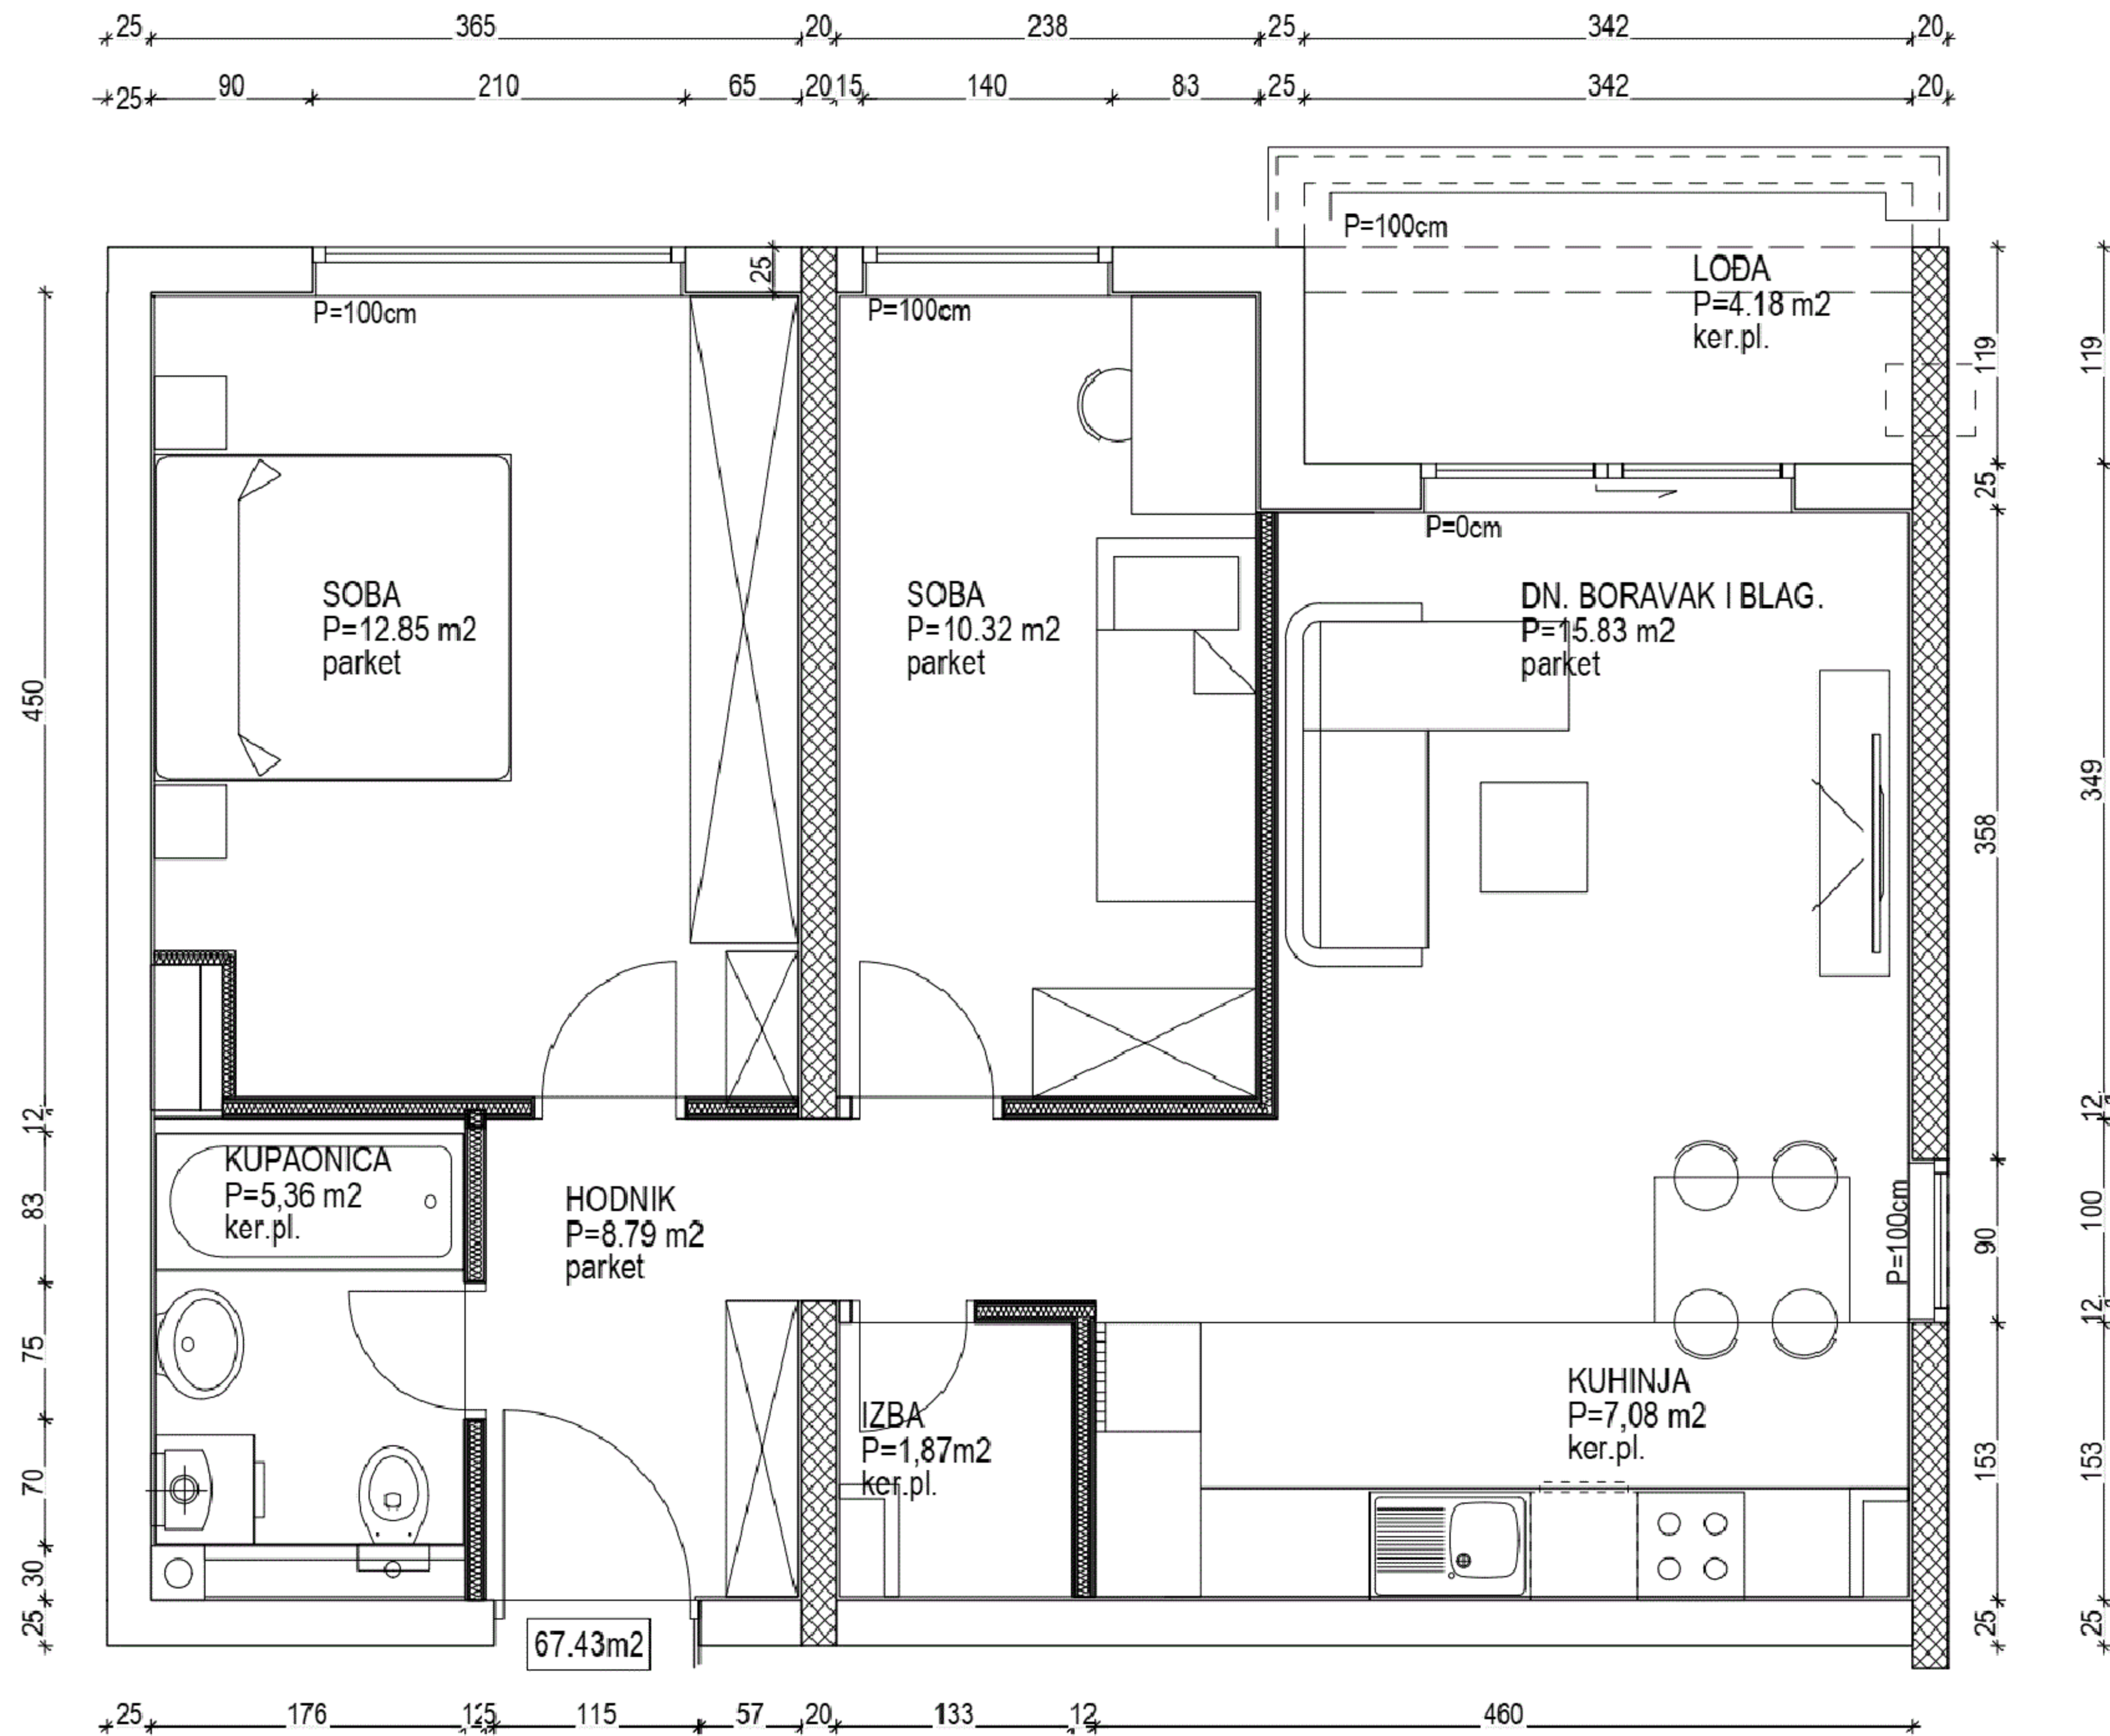 25 365 20 238 25 342 20
25 90 210 65 20 15 140 83 25 342 20
P=100cm
25
LOĐA
P=4.18 m2
ker.pl.
P=100cm
P=100cm
119
119
25
P=0cm
SOBA
P=12.85 m2
parket
SOBA
P=10.32 m2
parket
DN. BORAVAK I BLAG.
P=15.83 m2
parket
450
358
349
12
12
KUPAONICA
P=5,36 m2
ker.pl.
83
HODNIK
P=8.79 m2
parket
P=100cm
90
100
12
75
KUHINJA
P=7,08 m2
ker.pl.
IZBA
P=1,87m2
ker.pl.
70
153
153
30
25
25
25
67.43m2
25 176 12 5 115 57 20 133 12 460